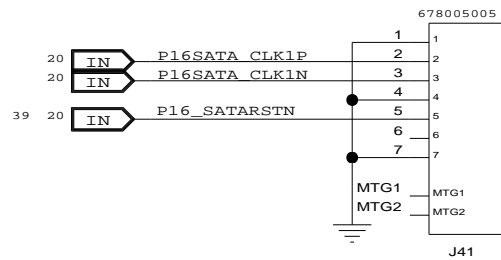 678005005
1 1
20 IN P16SATA_CLK1P 2 2
20 IN P16SATA_CLK1N 3 3
4 4
39 20 IN P16_SATARSTN 5 5
6 6
7 7
MTG1 MTG1
MTG2 MTG2
J41